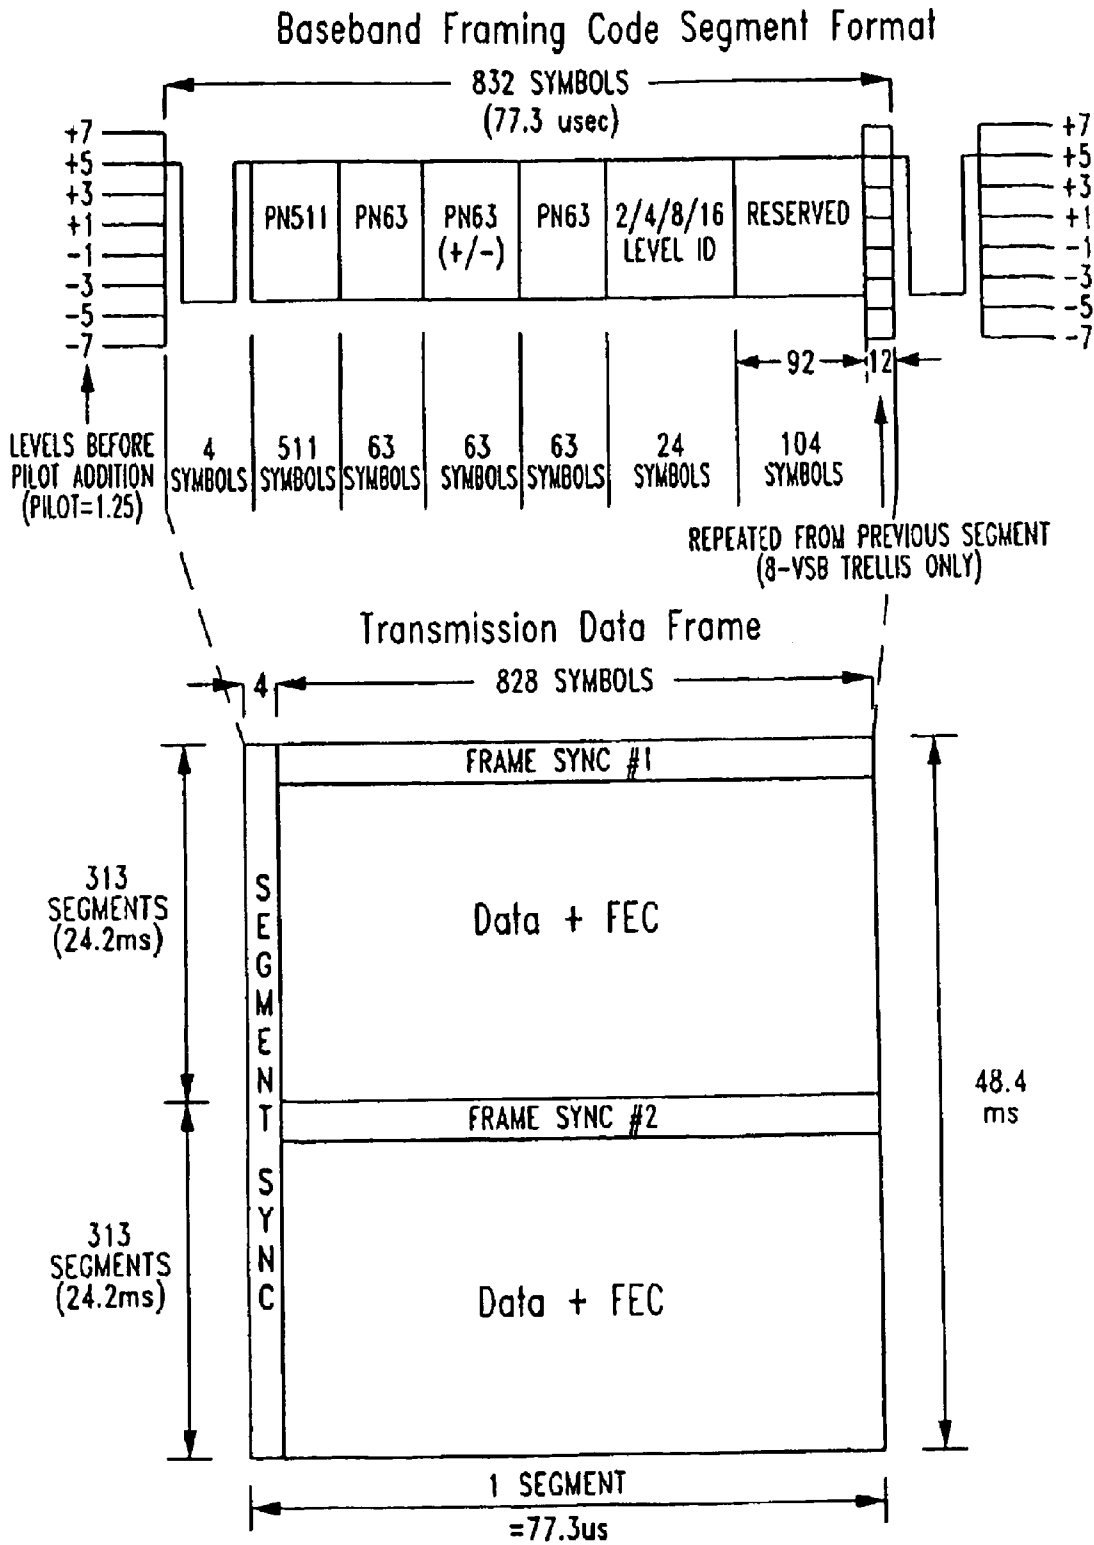 Baseband Framing Code Segment Format
832 SYMBOLS
(77.3 usec)
+7
+5
+3
+1
-1
-3
-5
-7
PN511
PN63
PN63
(+/-)
PN63
2/4/8/16
LEVEL ID
RESERVED
+7
+5
+3
+1
-1
-3
-5
-7
92
12
LEVELS BEFORE
PILOT ADDITION
(PILOT=1.25)
4
SYMBOLS
511
SYMBOLS
63
SYMBOLS
63
SYMBOLS
63
SYMBOLS
24
SYMBOLS
104
SYMBOLS
REPEATED FROM PREVIOUS SEGMENT
(8-VSB TRELLIS ONLY)
Transmission Data Frame
4
828 SYMBOLS
FRAME SYNC #1
313
SEGMENTS
(24.2ms)
SEGMENT SYNC
Data + FEC
48.4
ms
FRAME SYNC #2
313
SEGMENTS
(24.2ms)
Data + FEC
1 SEGMENT
=77.3us